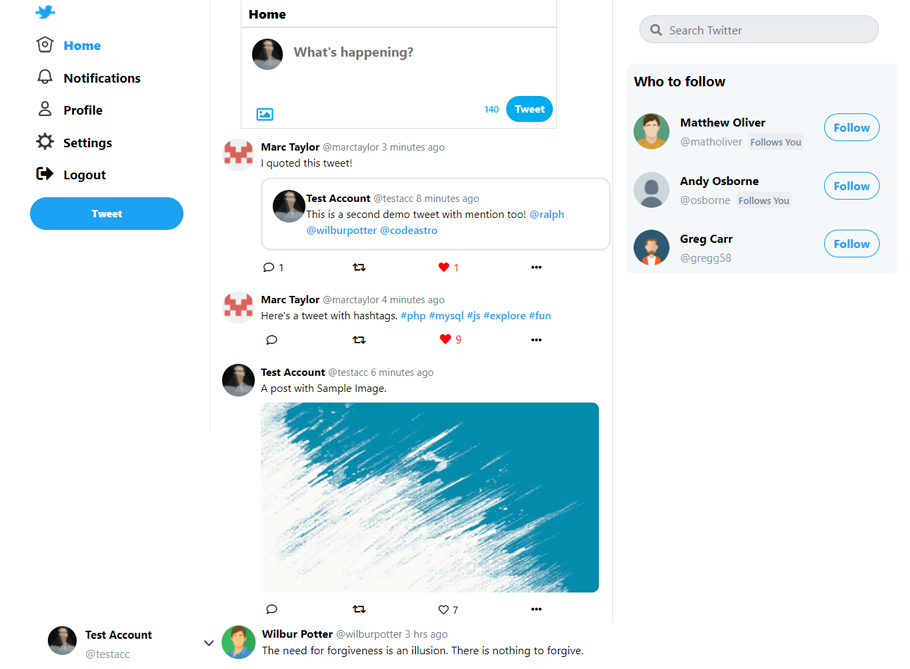 Home
Notifications
Profile
Settings
Logout
Tweet
Test Account
@testacc
Home
What's happening?
140 Tweet
Marc Taylor @marctaylor 3 minutes ago
I quoted this tweet!
Test Account @testacc 8 minutes ago
This is a second demo tweet with mention too! @ralph
@wilburpotter @codeastro
1 1
Marc Taylor @marctaylor 4 minutes ago
Here's a tweet with hashtags. #php #mysql #js #explore #fun
9
Test Account @testacc 6 minutes ago
A post with Sample Image.
7
Wilbur Potter @wilburpotter 3 hrs ago
The need for forgiveness is an illusion. There is nothing to forgive.
Search Twitter
Who to follow
Matthew Oliver
@matholiver Follows You
Follow
Andy Osborne
@osborne Follows You
Follow
Greg Carr
@gregg58
Follow